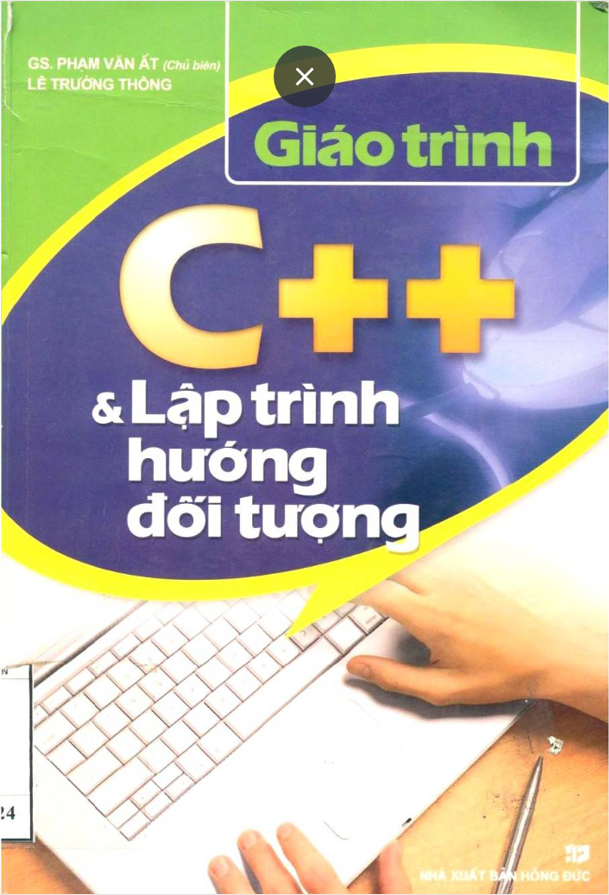 GS. PHẠM VĂN ẤT (Chủ biên)
LÊ TRƯỜNG THÔNG
Giáo trình
C++
& Lập trình
hướng
đối tượng
N
24
NHÀ XUẤT BẢN HỒNG ĐỨC